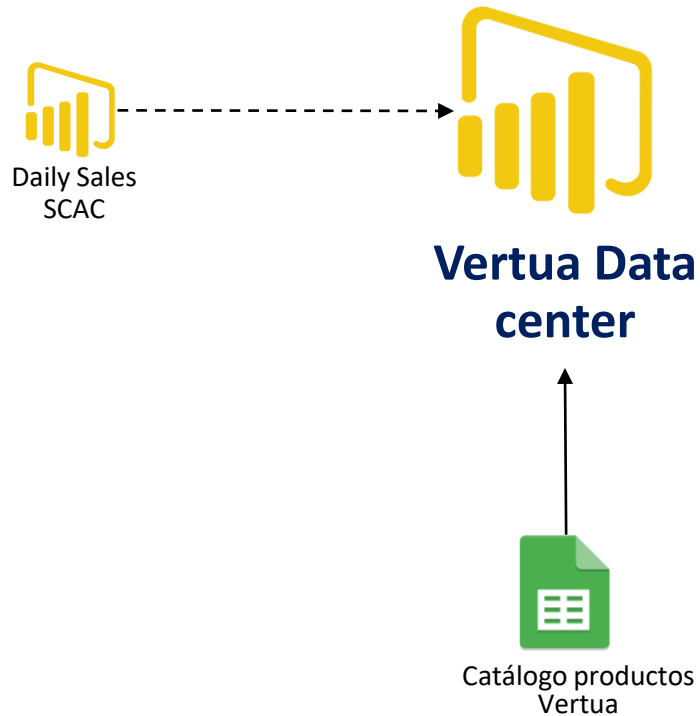 Daily Sales
SCAC
Vertua Data
center
Catálogo productos
Vertua